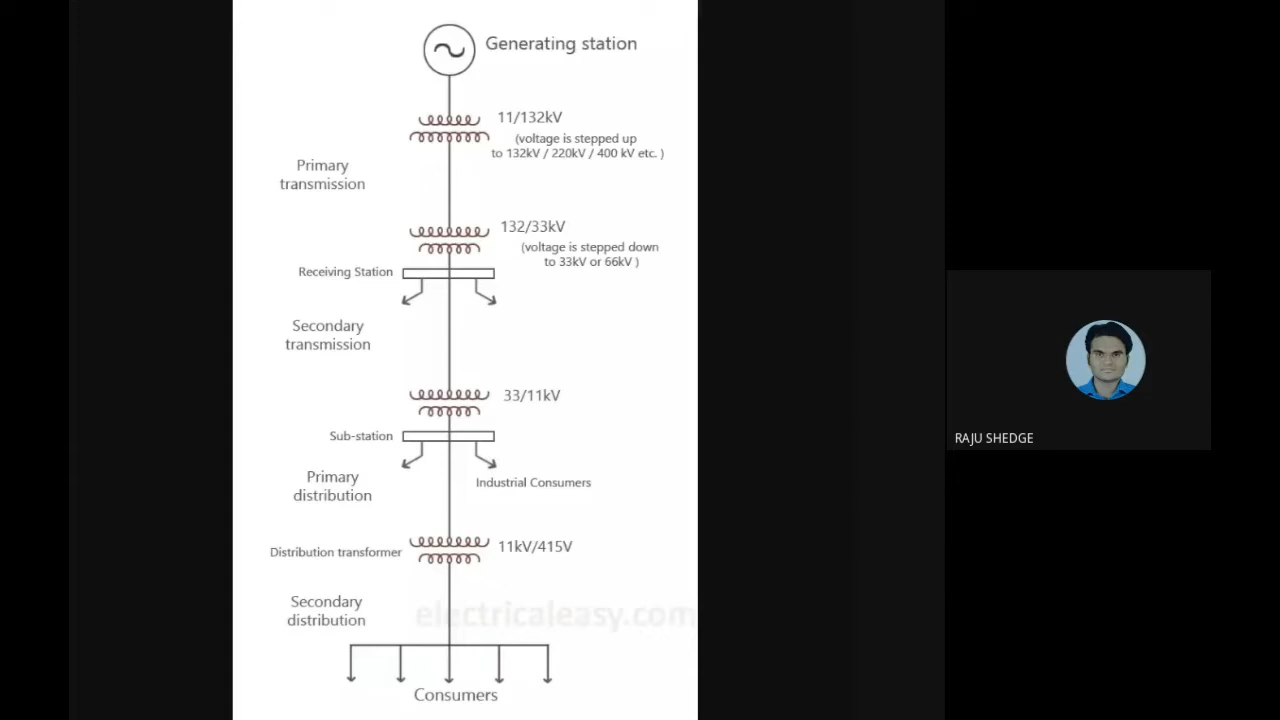 Generating station
11/132kV
(voltage is stepped up
to 132kV / 220kV / 400 kV etc. )
Primary
transmission
132/33kV
(voltage is stepped down
to 33kV or 66kV )
Receiving Station
Secondary
transmission
33/11kV
Sub-station
Primary
distribution
Industrial Consumers
Distribution transformer
11kV/415V
Secondary
distribution
electricaleasy.com
Consumers
RAJU SHEDGE